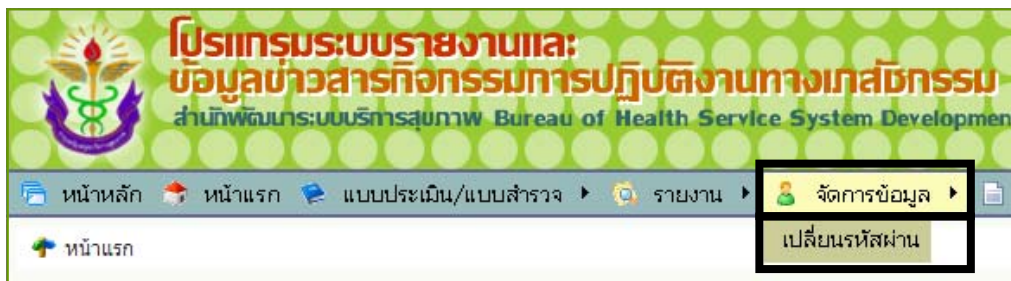 โปรแกรมระบบรายงานและ
ข้อมูลข่าวสารกิจกรรมการปฏิบัติงานทางเภสัชกรรม
สำนักพัฒนาระบบบริการสุขภาพ Bureau of Health Service System Developmen
หน้าหลัก หน้าแรก แบบประเมิน/แบบสำรวจ รายงาน จัดการข้อมูล
หน้าแรก เปลี่ยนรหัสผ่าน